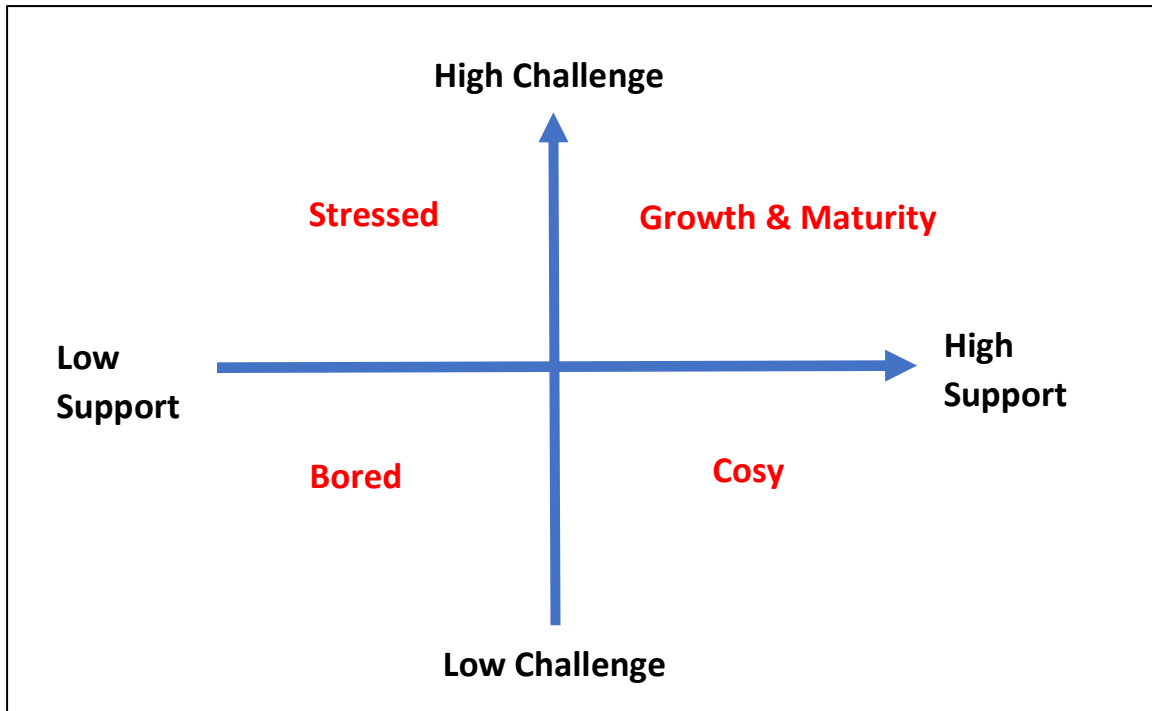 High Challenge
Stressed
Growth & Maturity
Low
Support
High
Support
Bored
Cosy
Low Challenge